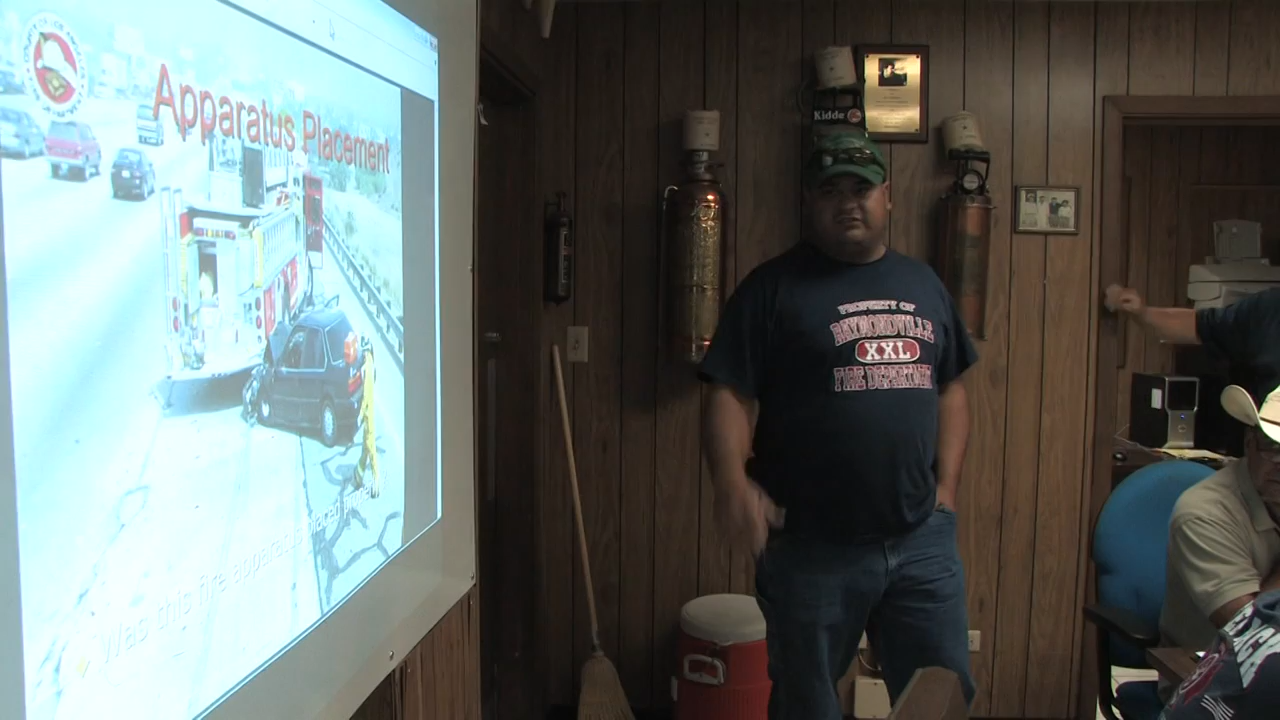 Apparatus Placement
Was this fire apparatus placed properly
Kidde
PROPERTY OF
RAYMONDVILLE
XXL
FIRE DEPARTMENT